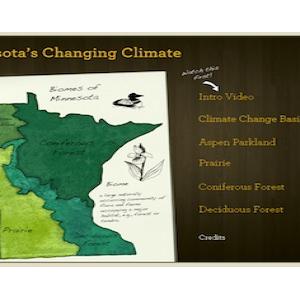 sota's Changing Climate
Watch this
first!
Biomes of
Minnesota
Intro Video
Climate Change Basi
Aspen Parkland
Prairie
Coniferous Forest
Deciduous Forest
Credits
Coniferous
Forest
Biome
a large naturally
occurring community of
flora and fauna
occupying a major
habitat, e.g., forest or
tundra.
Prairie
Forest